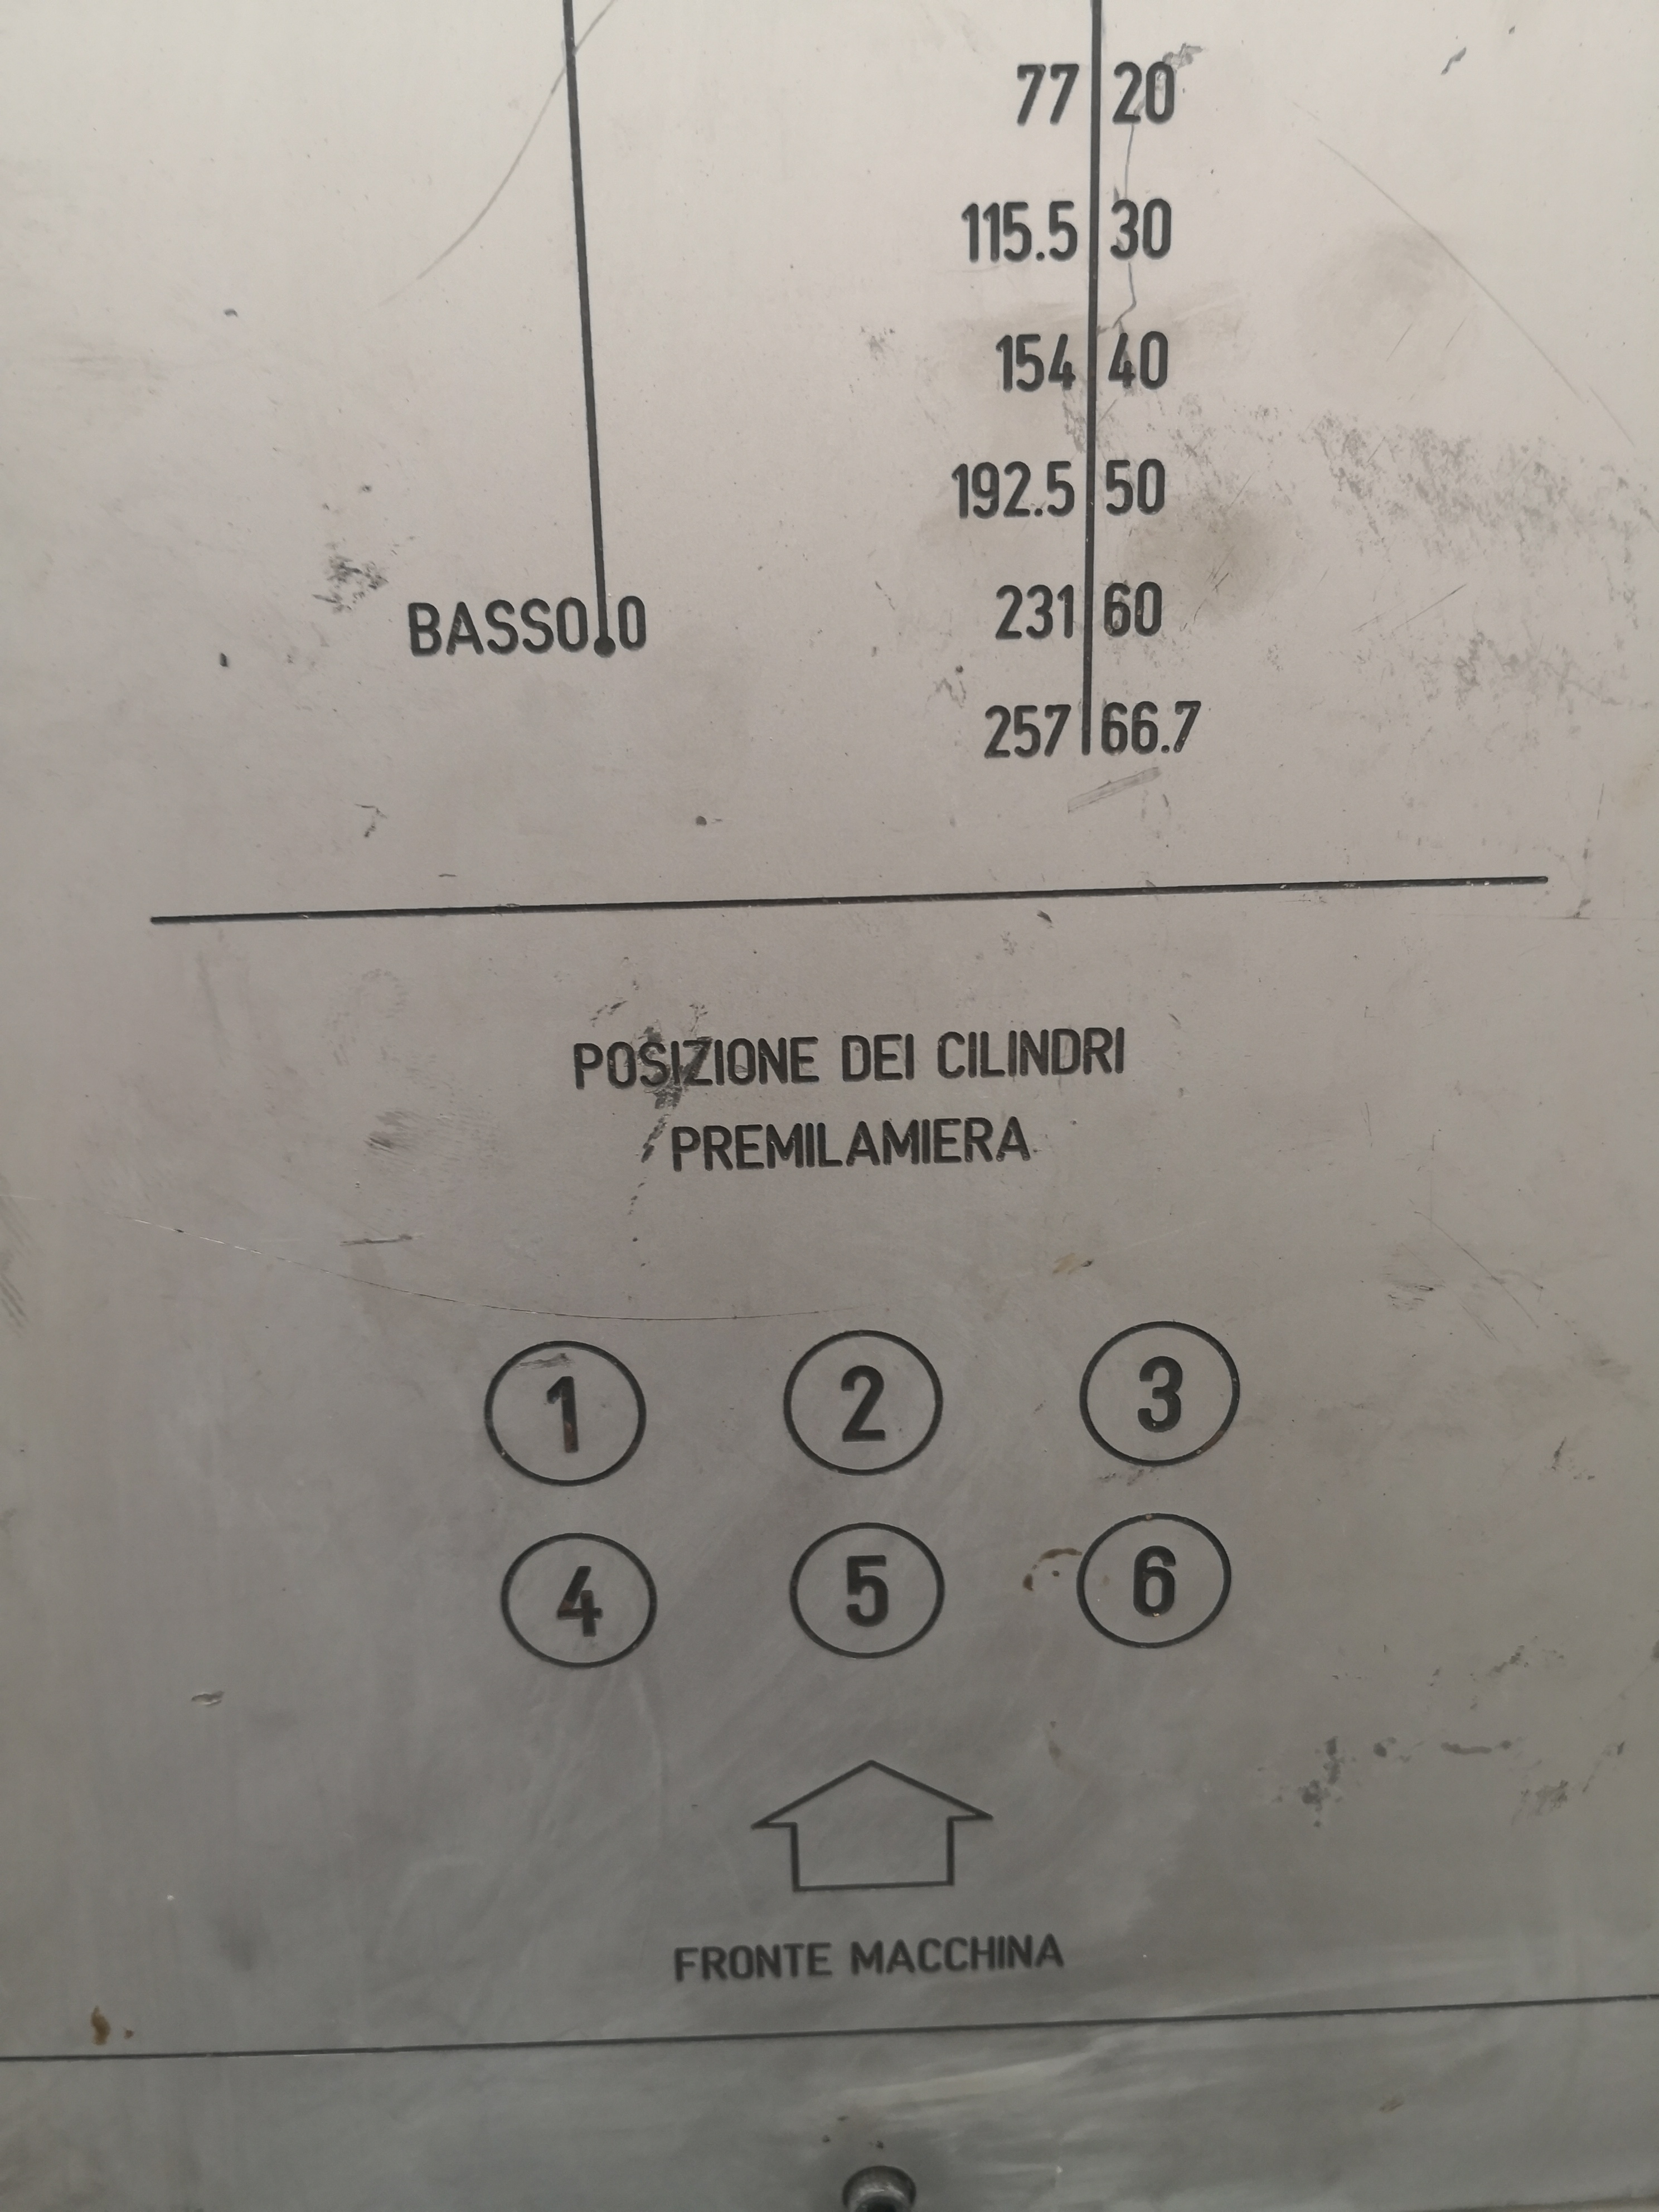 77 20
115.5 30
154 40
192.5 50
231 60
BASSO 0
257 66.7
POSIZIONE DEI CILINDRI
PREMILAMIERA
1 2 3
4 5 6
FRONTE MACCHINA